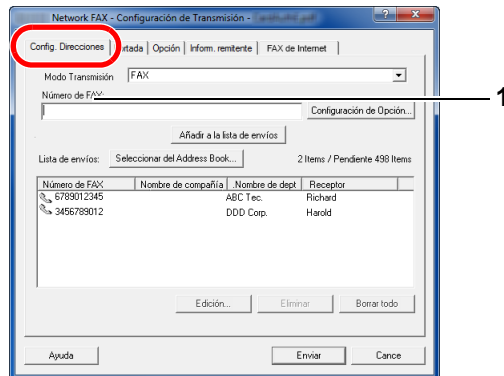 Network FAX - Configuración de Transmisión -
Config. Direcciones rtada Opción Inform. remitente FAX de Internet
Modo Transmisión FAX
Número de FAX:
1
Configuración de Opción...
Añadir a la lista de envíos
Lista de envíos: Seleccionar del Address Book... 2 Items / Pendiente 498 Items
Número de FAX Nombre de compañía .Nombre de dept Receptor
6789012345 ABC Tec. Richard
3456789012 DDD Corp. Harold
Edición... Eliminar Borrar todo
Ayuda Enviar Cance